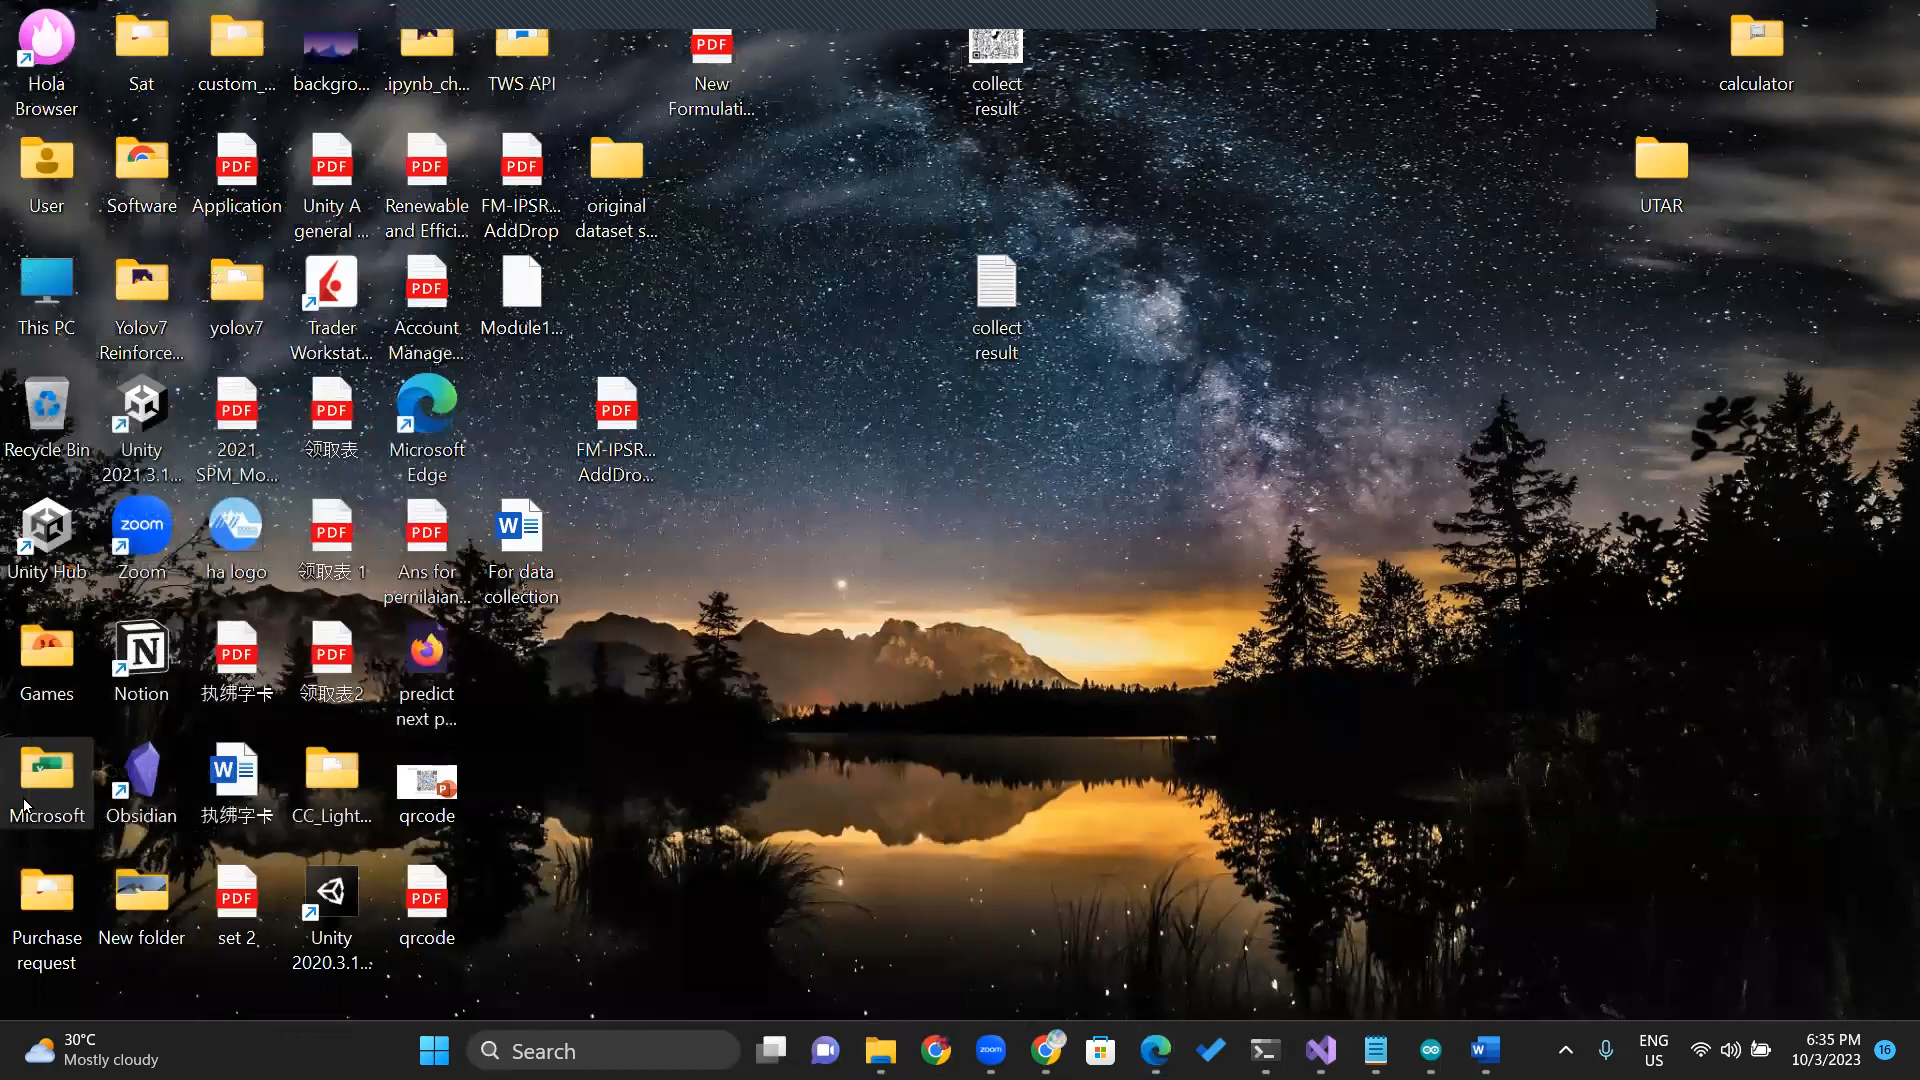 Hola
Browser
Sat
custom_...
backgro...
.ipynb_ch...
TWS API
PDF
New
Formulati...
collect
result
calculator
User
Software
PDF
Application
PDF
Unity A
general ...
PDF
Renewable
and Effici...
PDF
FM-IPSR...
AddDrop
original
dataset s...
UTAR
This PC
Yolov7
Reinforce...
yolov7
Trader
Workstat...
PDF
Account
Manage...
Module1...
collect
result
Recycle Bin
Unity
2021.3.1...
PDF
2021
SPM_Mo...
PDF
领取表
Microsoft
Edge
PDF
FM-IPSR...
AddDro...
Unity Hub
zoom
Zoom
ha logo
PDF
领取表 1
PDF
Ans for
pernilaian...
W
For data
collection
Games
N
Notion
PDF
执绋字卡
PDF
领取表2
predict
next p...
Microsoft
Obsidian
W
执绋字卡
CC_Light...
P
qrcode
Purchase
request
New folder
PDF
set 2
Unity
2020.3.1...
PDF
qrcode
30°C
Mostly cloudy
Search
zoom
W
ENG
US
6:35 PM
10/3/2023
16